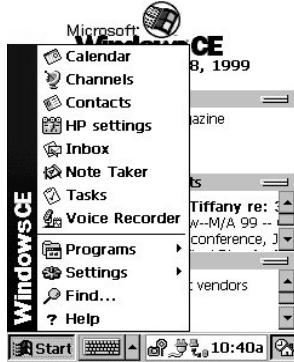 Microsoft
Windows CE
8, 1999
Calendar
Channels
Contacts
HP settings
azine
Inbox
Note Taker
Tasks
ts
Voice Recorder
Tiffany re: 3
w--M/A 99 --
conference, J
Programs
Settings
vendors
Find...
? Help
Windows CE
Start
10:40a